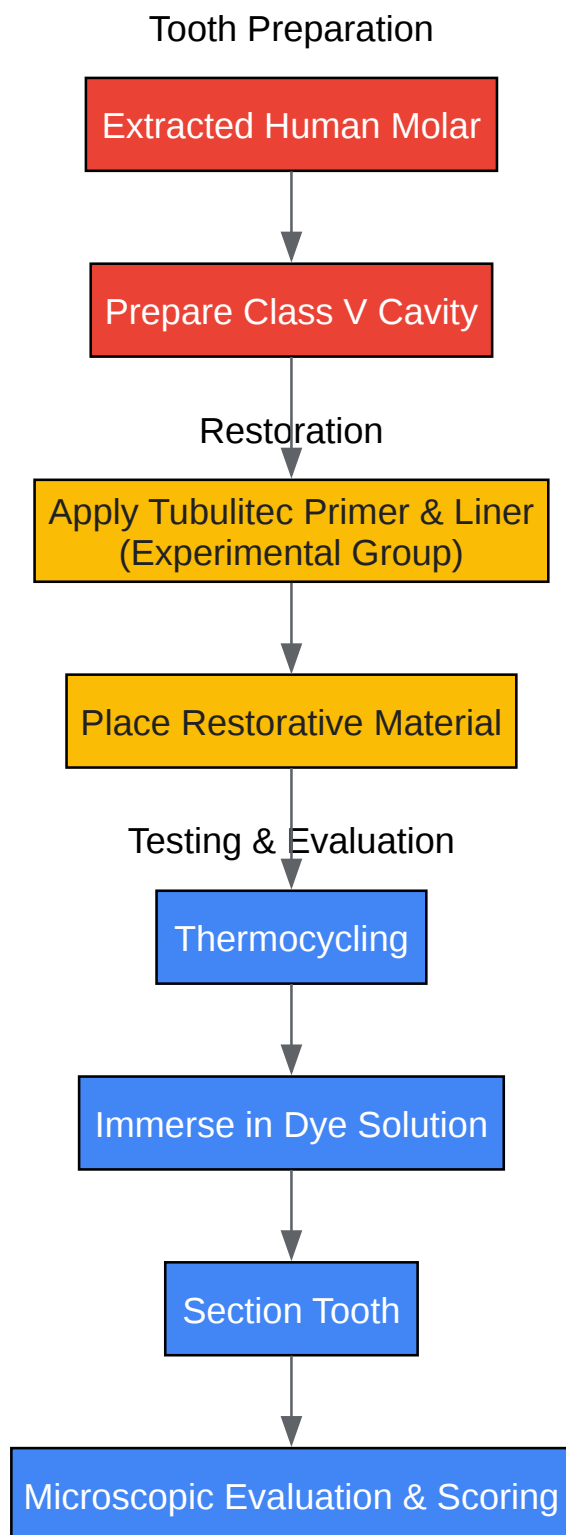 Tooth Preparation
Extracted Human Molar
Prepare Class V Cavity
Restoration
Apply Tubulitec Primer & Liner
(Experimental Group)
Place Restorative Material
Testing & Evaluation
Thermocycling
Immerse in Dye Solution
Section Tooth
Microscopic Evaluation & Scoring